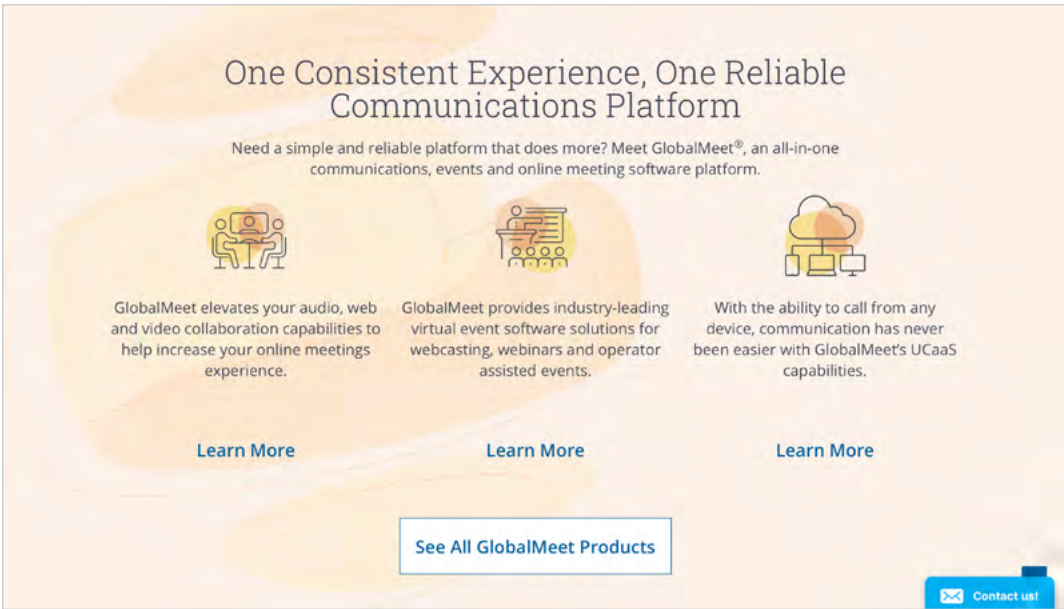 One Consistent Experience, One Reliable
Communications Platform
Need a simple and reliable platform that does more? Meet GlobalMeet®, an all-in-one
communications, events and online meeting software platform.
GlobalMeet elevates your audio, web
and video collaboration capabilities to
help increase your online meetings
experience.
GlobalMeet provides industry-leading
virtual event software solutions for
webcasting, webinars and operator
assisted events.
With the ability to call from any
device, communication has never
been easier with GlobalMeet's UCaaS
capabilities.
Learn More
Learn More
Learn More
See All GlobalMeet Products
Contact us!